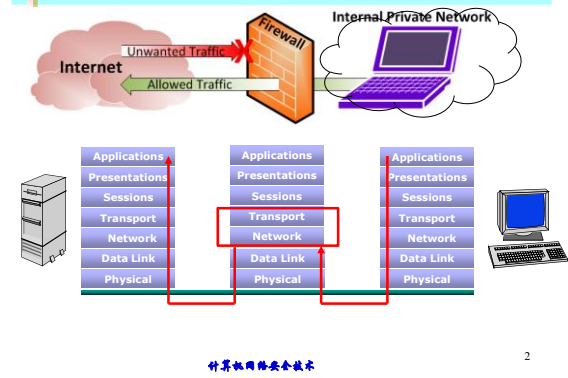 Internal Private Network
Firewall
Unwanted Traffic
Internet
Allowed Traffic
Applications
Presentations
Sessions
Transport
Network
Data Link
Physical
Applications
Presentations
Sessions
Transport
Network
Data Link
Physical
Applications
Presentations
Sessions
Transport
Network
Data Link
Physical
计算机网络安全技术
2